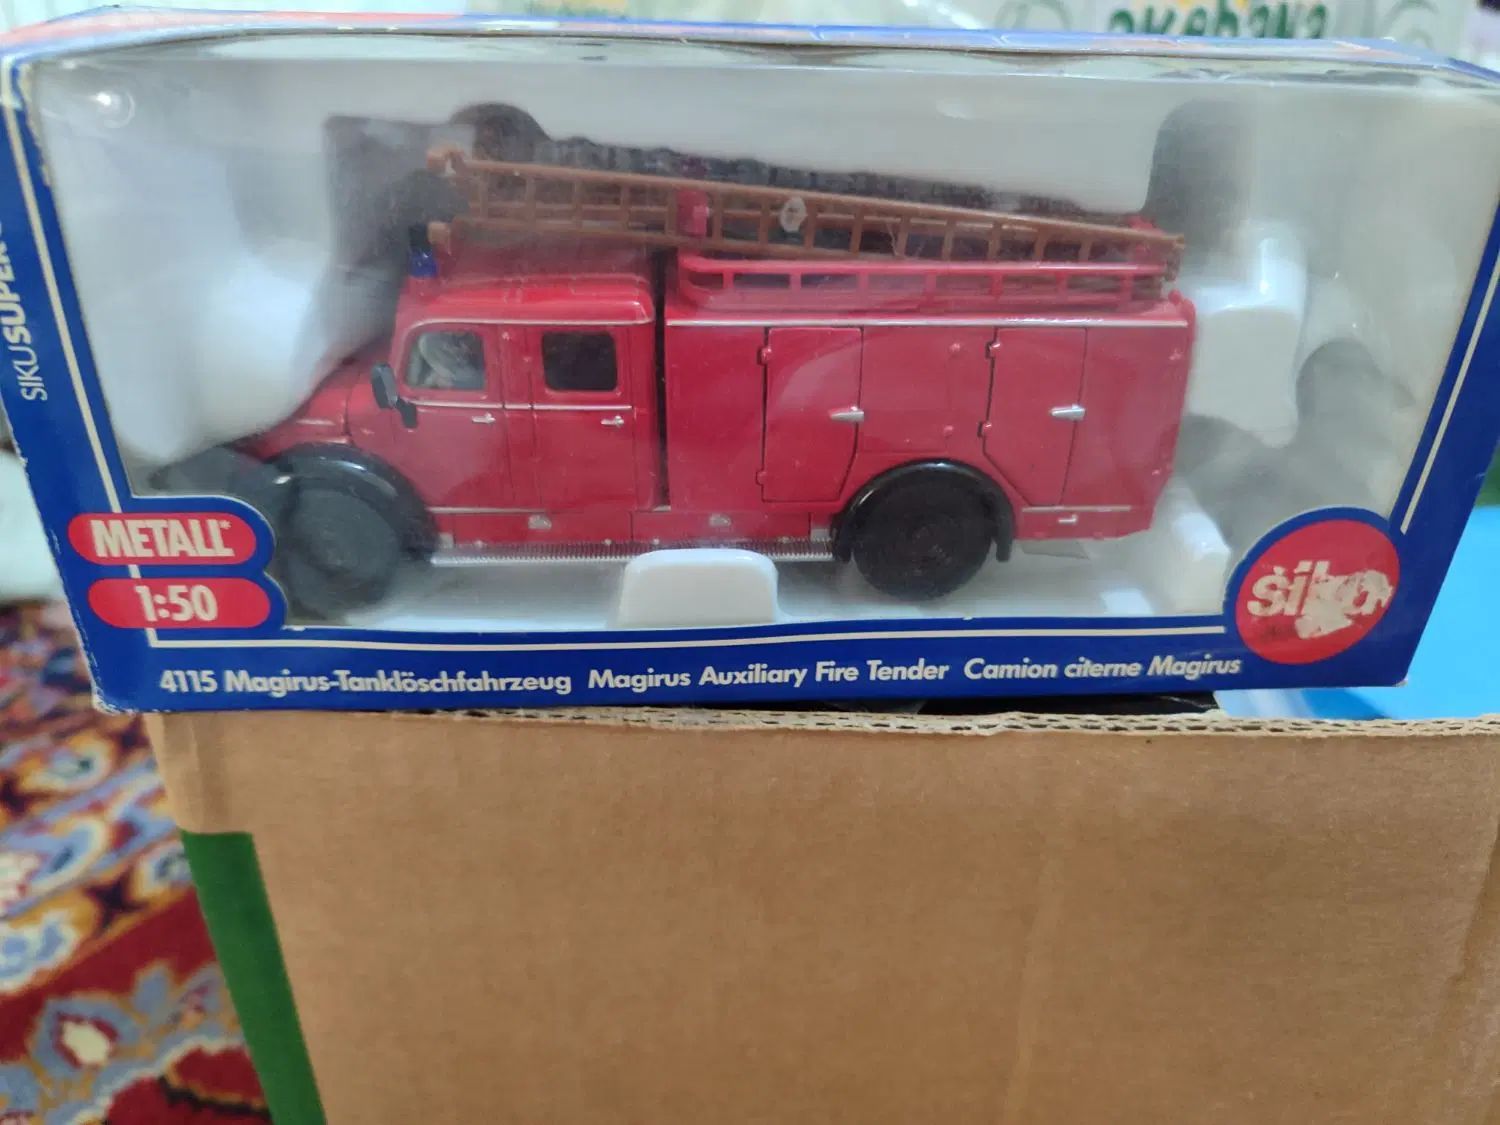 SIKUSUPER
METALL*
1:50
siku
4115 Magirus-Tanklöschfahrzeug Magirus Auxiliary Fire Tender Camion citerne Magirus